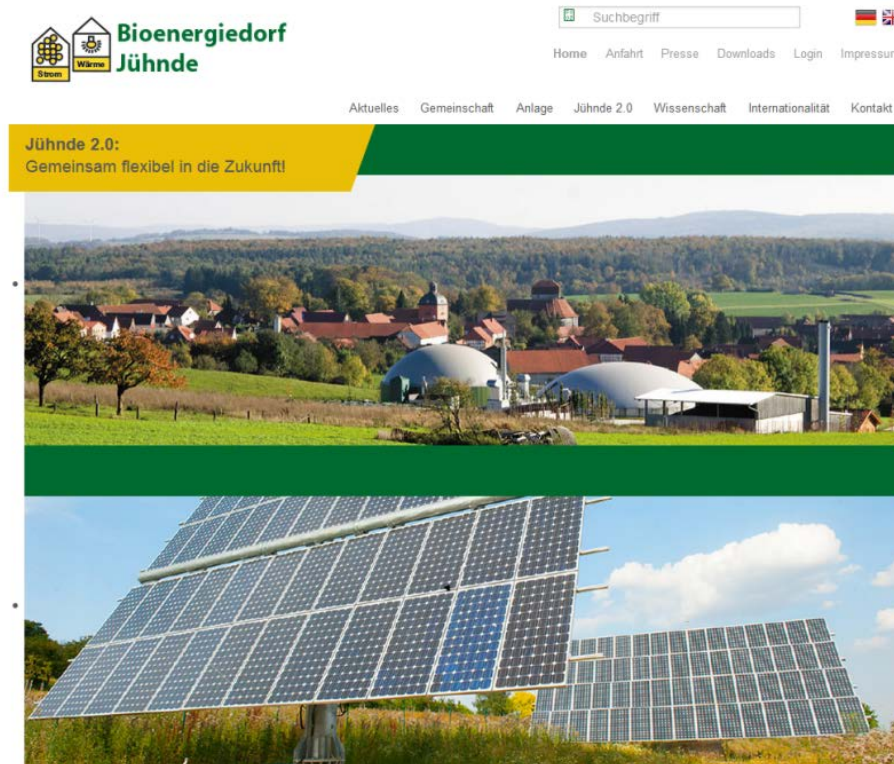 Bioenergiedorf
Jühnde
Strom
Wärme
Suchbegriff
Home Anfahrt Presse Downloads Login Impressum
Aktuelles Gemeinschaft Anlage Jühnde 2.0 Wissenschaft Internationalität Kontakt
Jühnde 2.0:
Gemeinsam flexibel in die Zukunft!